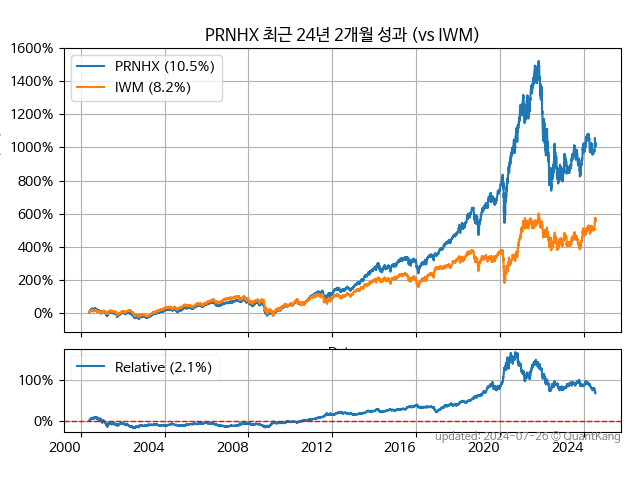 PRNHX 최근 24년 2개월 성과 (vs IWM)
1600%
1400%
1200%
1000%
800%
600%
400%
200%
0%
PRNHX (10.5%)
IWM (8.2%)
Relative (2.1%)
100%
0%
2000 2004 2008 2012 2016 2020 2024
updated: 2024-07-26 © QuantKang